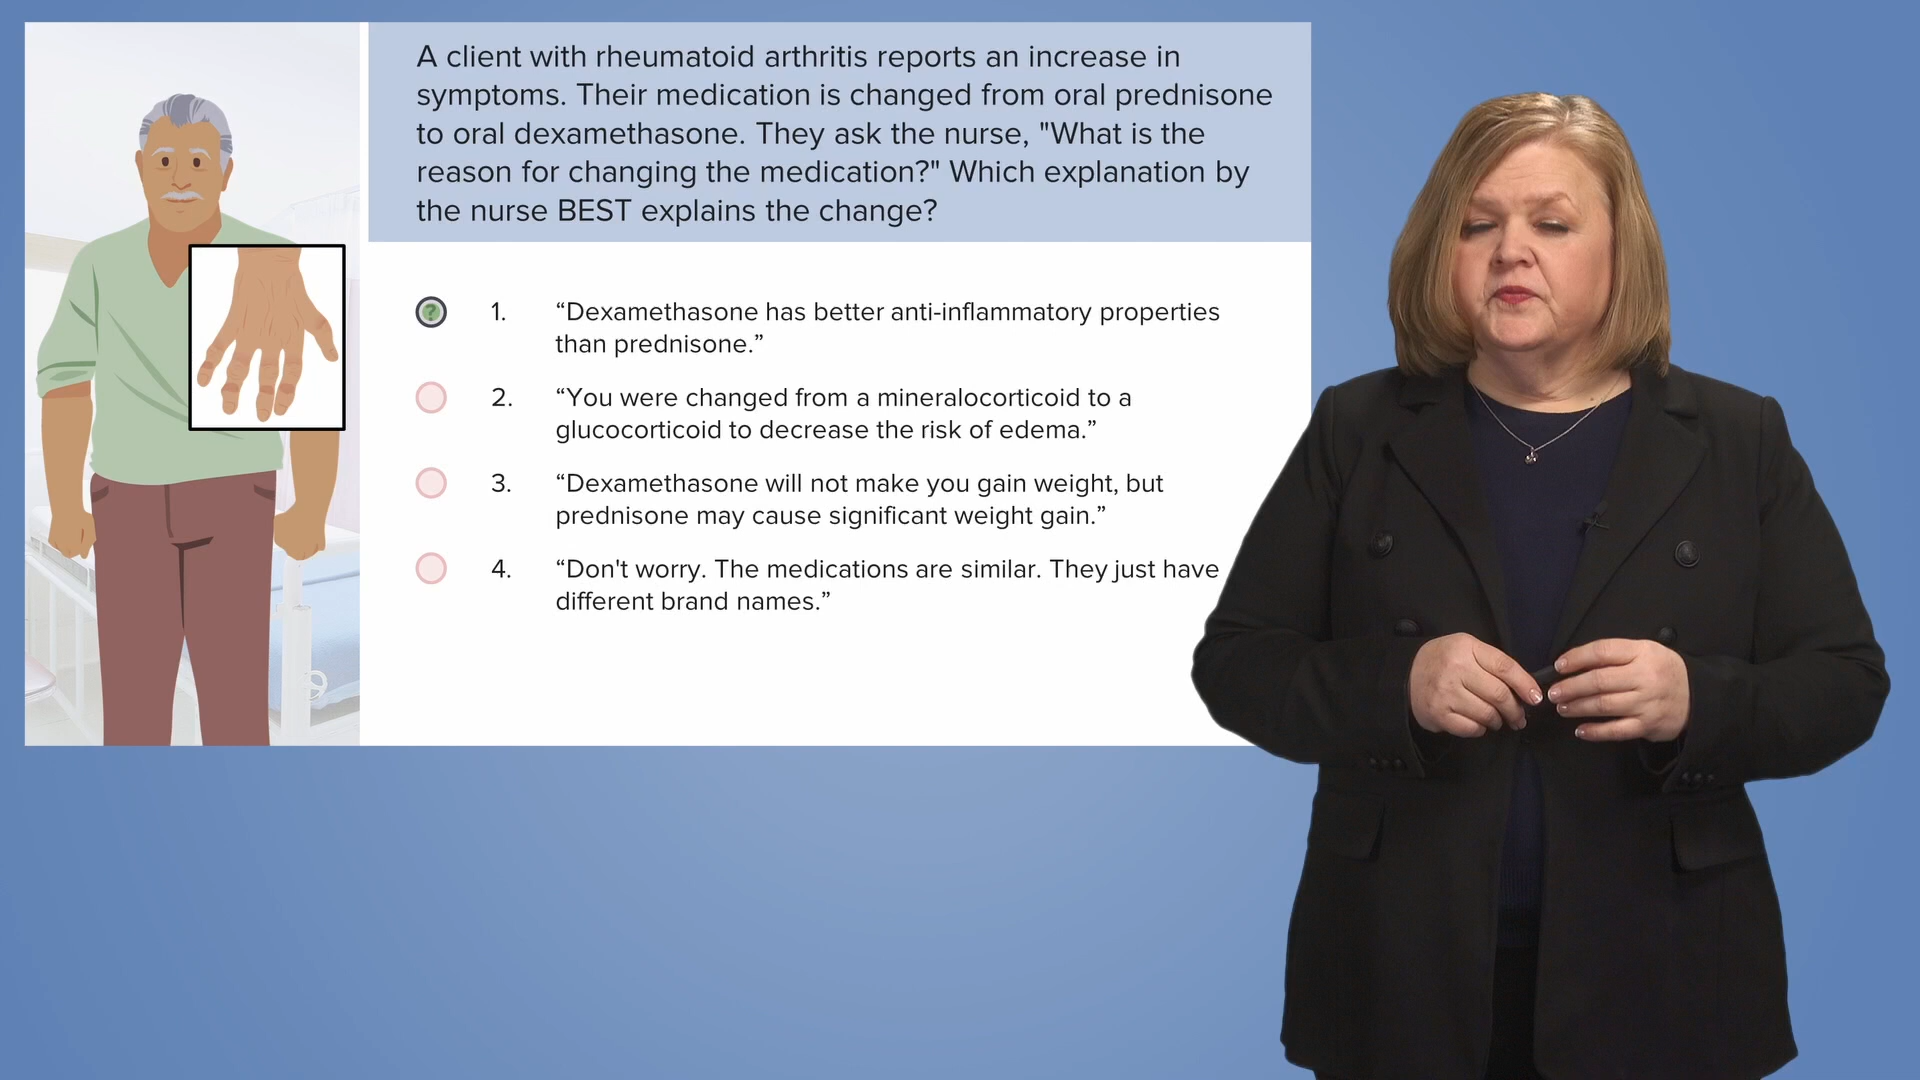 A client with rheumatoid arthritis reports an increase in
symptoms. Their medication is changed from oral prednisone
to oral dexamethasone. They ask the nurse, "What is the
reason for changing the medication?" Which explanation by
the nurse BEST explains the change?
?
1. “Dexamethasone has better anti-inflammatory properties
than prednisone.”
2. “You were changed from a mineralocorticoid to a
glucocorticoid to decrease the risk of edema.”
3. “Dexamethasone will not make you gain weight, but
prednisone may cause significant weight gain.”
4. “Don't worry. The medications are similar. They just have
different brand names.”